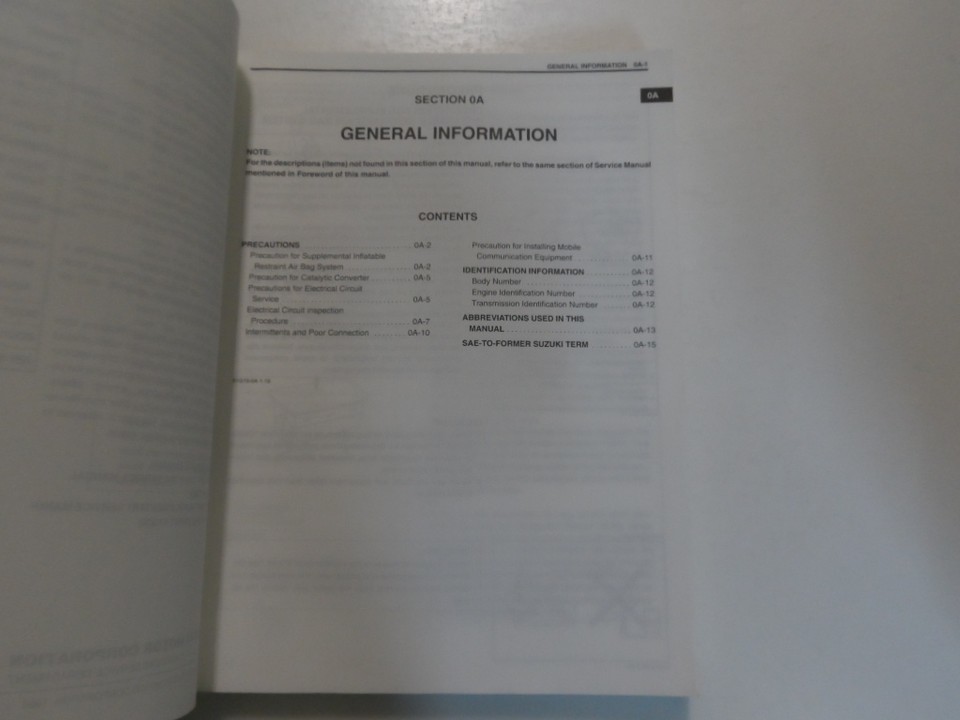 GENERAL INFORMATION 0A-1
SECTION 0A
0A
GENERAL INFORMATION
NOTE:
For the descriptions (items) not found in this section of this manual, refer to the same section of Service Manual
mentioned in Foreword of this manual.
CONTENTS
PRECAUTIONS 0A-2
Precaution for Supplemental Inflatable
Restraint Air Bag System 0A-2
Precaution for Catalytic Converter 0A-5
Precautions for Electrical Circuit
Service 0A-5
Electrical Circuit Inspection
Procedure 0A-7
Intermittents and Poor Connection 0A-10
Precaution for Installing Mobile
Communication Equipment 0A-11
IDENTIFICATION INFORMATION 0A-12
Body Number 0A-12
Engine Identification Number 0A-12
Transmission Identification Number 0A-12
ABBREVIATIONS USED IN THIS
MANUAL 0A-13
SAE-TO-FORMER SUZUKI TERM 0A-15